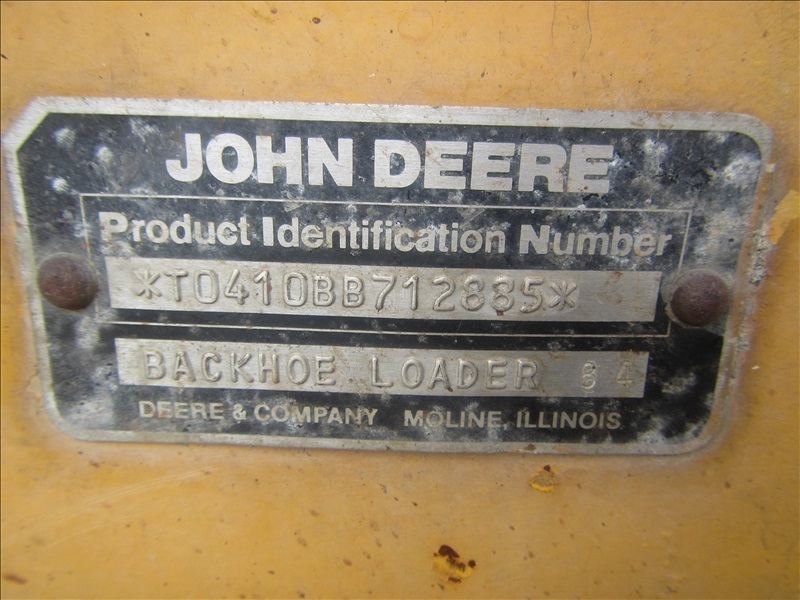 JOHN DEERE
Product Identification Number
*T0410BB712885*
BACKHOE LOADER 84
DEERE & COMPANY MOLINE, ILLINOIS